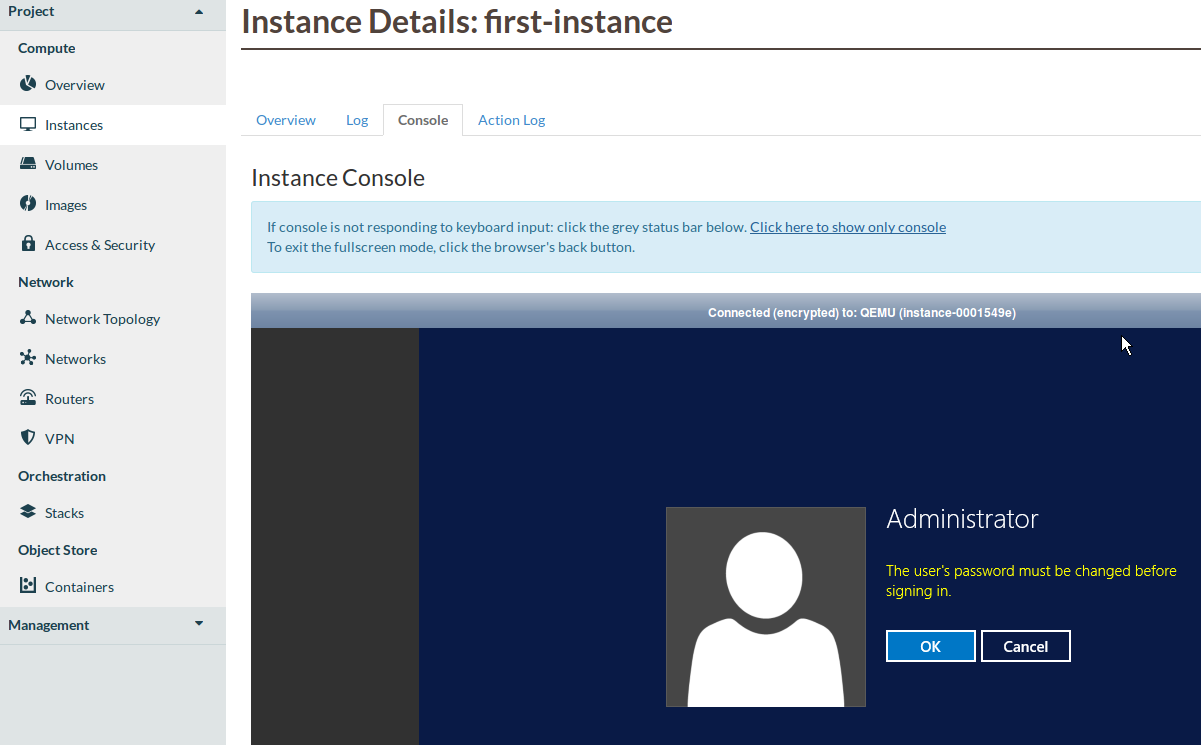 Project
Compute
Overview
Instances
Volumes
Images
Access & Security
Network
Network Topology
Networks
Routers
VPN
Orchestration
Stacks
Object Store
Containers
Management
Instance Details: first-instance
Overview
Log
Console
Action Log
Instance Console
If console is not responding to keyboard input: click the grey status bar below. Click here to show only console
To exit the fullscreen mode, click the browser's back button.
Connected (encrypted) to: QEMU (instance-0001549e)
Administrator
The user's password must be changed before
signing in.
OK
Cancel